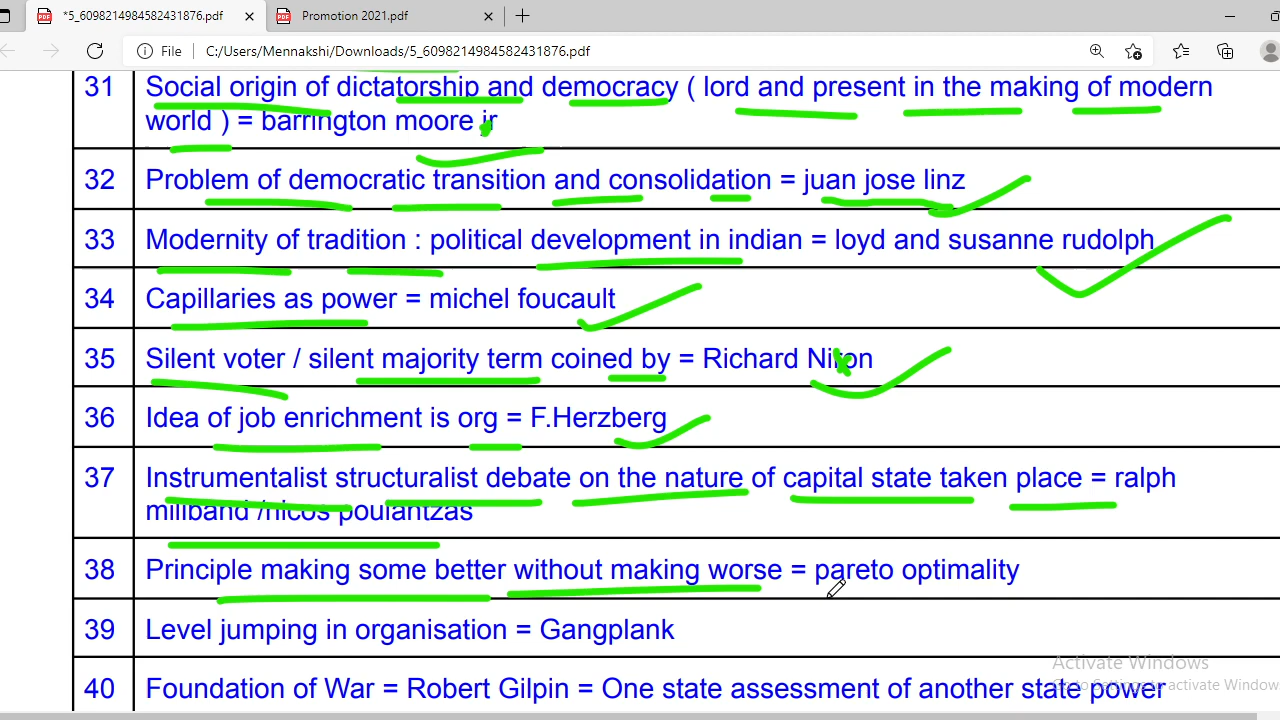 *5_6098214984582431876.pdf
Promotion 2021.pdf
File C:/Users/Mennakshi/Downloads/5_6098214984582431876.pdf
31 Social origin of dictatorship and democracy ( lord and present in the making of modern
world ) = barrington moore jr
32 Problem of democratic transition and consolidation = juan jose linz
33 Modernity of tradition : political development in indian = loyd and susanne rudolph
34 Capillaries as power = michel foucault
35 Silent voter / silent majority term coined by = Richard Nixon
36 Idea of job enrichment is org = F.Herzberg
37 Instrumentalist structuralist debate on the nature of capital state taken place = ralph
miliband /nicos poulantzas
38 Principle making some better without making worse = pareto optimality
39 Level jumping in organisation = Gangplank
Activate Windows
40 Foundation of War = Robert Gilpin = One state assessment of another state power
Go to Settings to activate Windows